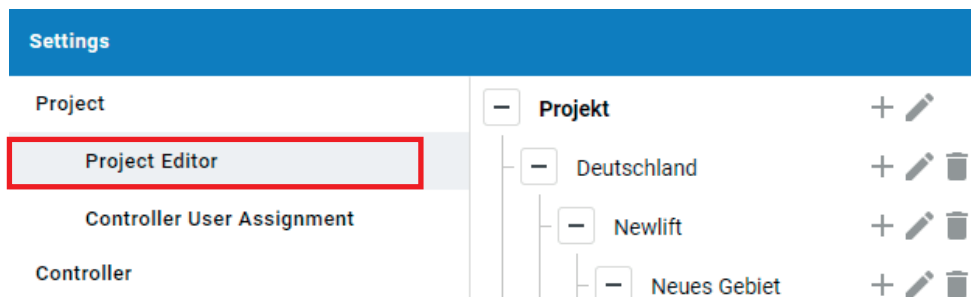 Settings
Project
Project Editor
Controller User Assignment
Controller
Projekt
Deutschland
Newlift
Neues Gebiet